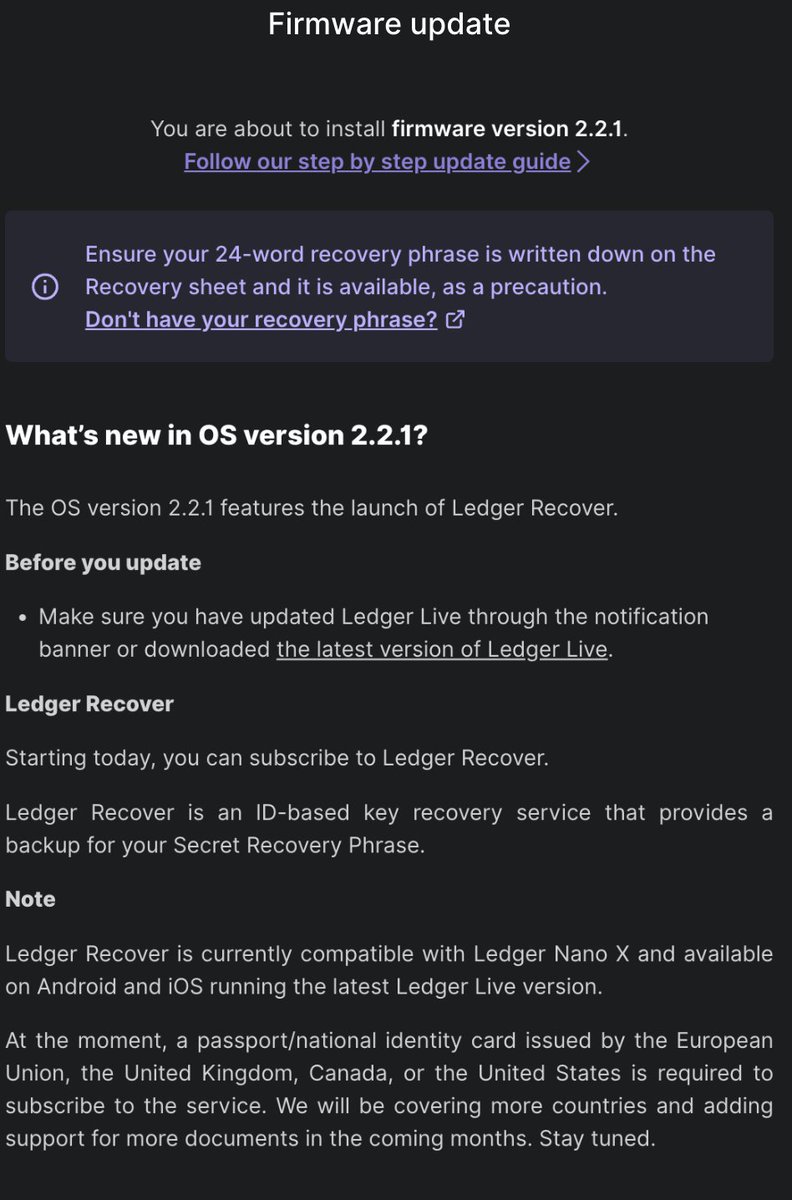 Firmware update
You are about to install firmware version 2.2.1.
Follow our step by step update guide
Ensure your 24-word recovery phrase is written down on the
Recovery sheet and it is available, as a precaution.
Don't have your recovery phrase?
What’s new in OS version 2.2.1?
The OS version 2.2.1 features the launch of Ledger Recover.
Before you update
• Make sure you have updated Ledger Live through the notification
banner or downloaded the latest version of Ledger Live.
Ledger Recover
Starting today, you can subscribe to Ledger Recover.
Ledger Recover is an ID-based key recovery service that provides a
backup for your Secret Recovery Phrase.
Note
Ledger Recover is currently compatible with Ledger Nano X and available
on Android and iOS running the latest Ledger Live version.
At the moment, a passport/national identity card issued by the European
Union, the United Kingdom, Canada, or the United States is required to
subscribe to the service. We will be covering more countries and adding
support for more documents in the coming months. Stay tuned.